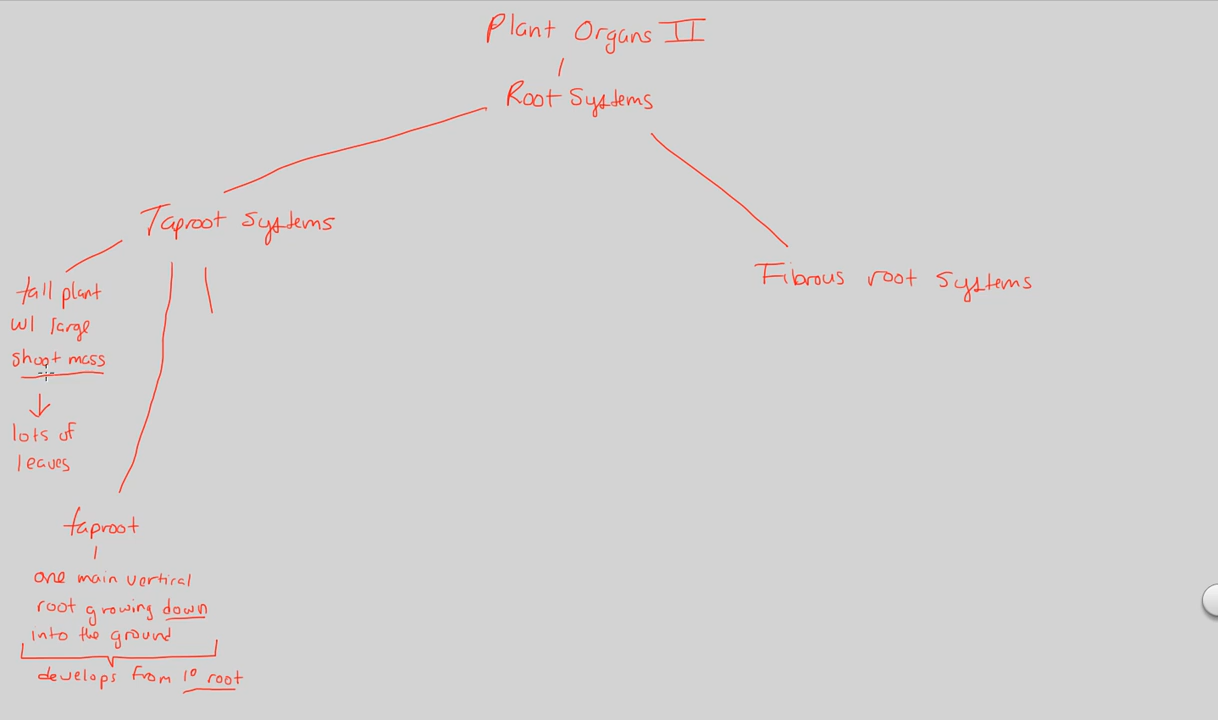 Plant Organs II
Root Systems
Taproot Systems
Fibrous root systems
tall plant
w/ large
shoot mass
lots of
leaves
taproot
one main vertical
root growing down
into the ground
develops from 1° root